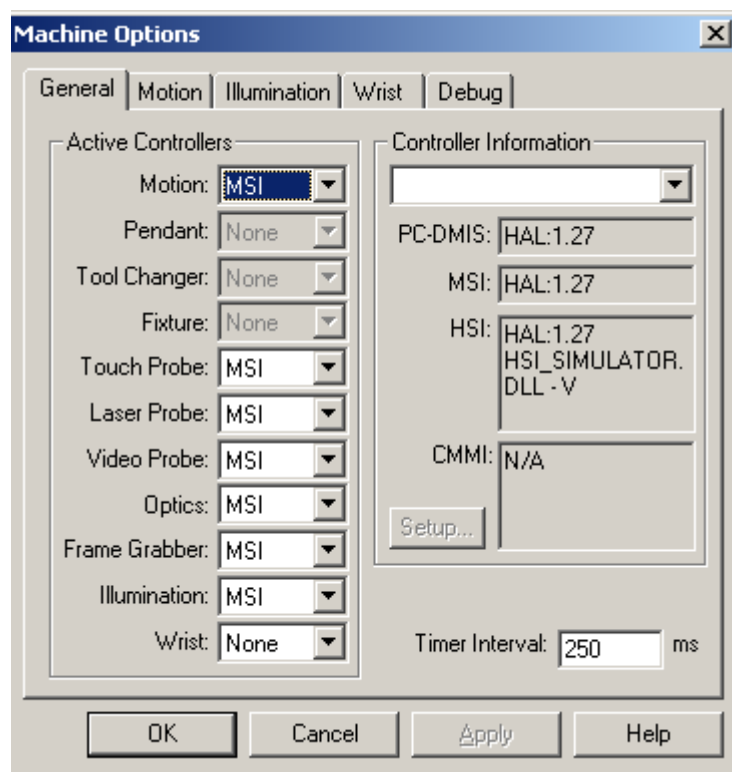 Machine Options
General Motion Illumination Wrist Debug
Active Controllers
Motion: MSI
Pendant: None
Tool Changer: None
Fixture: None
Touch Probe: MSI
Laser Probe: MSI
Video Probe: MSI
Optics: MSI
Frame Grabber: MSI
Illumination: MSI
Wrist: None
Controller Information
PC-DMIS: HAL:1.27
MSI: HAL:1.27
HSI: HAL:1.27
HSI_SIMULATOR.
DLL - V
CMMI: N/A
Setup...
Timer Interval: 250 ms
OK Cancel Apply Help